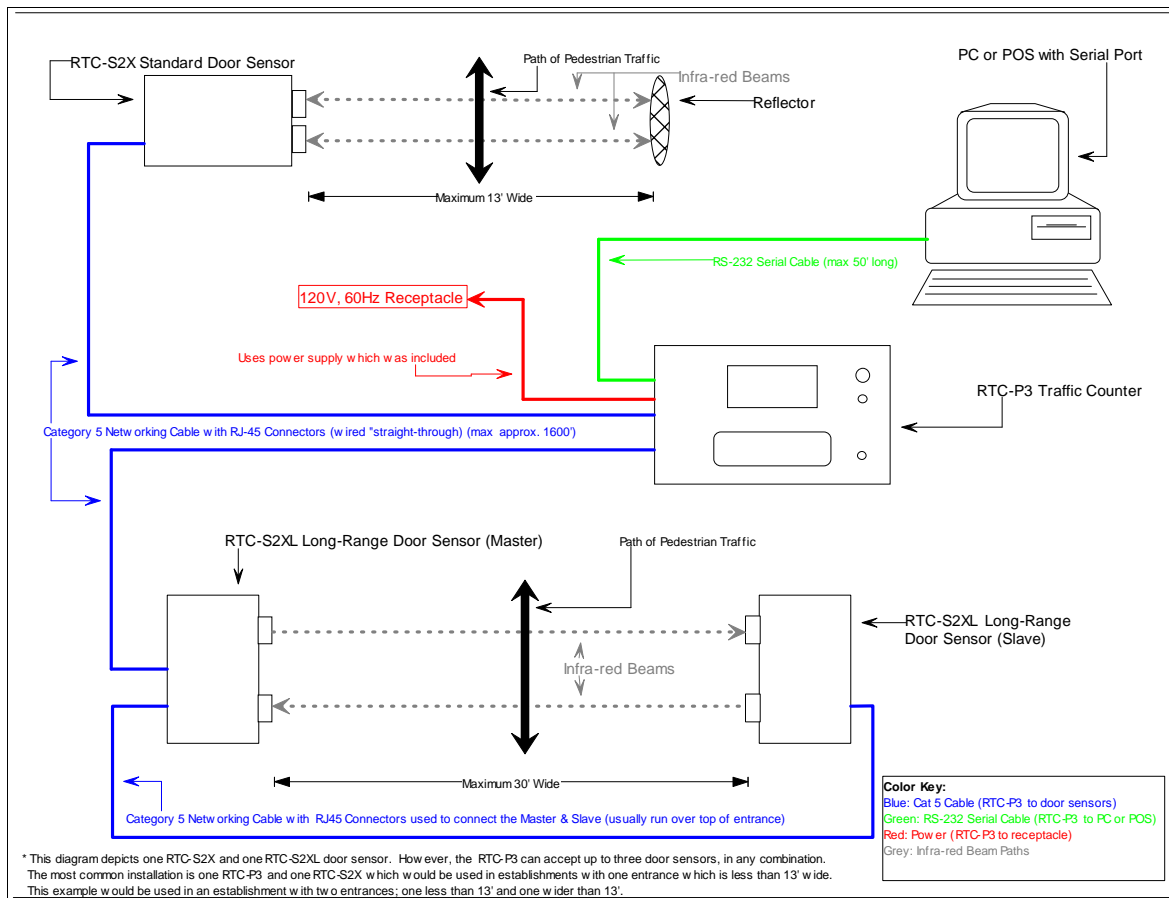 RTC-S2X Standard Door Sensor
Path of Pedestrian Traffic
Infra-red Beams
Reflector
PC or POS with Serial Port
Maximum 13' Wide
RS-232 Serial Cable (max 50' long)
120V, 60Hz Receptacle
Uses power supply which was included
RTC-P3 Traffic Counter
Category 5 Networking Cable with RJ-45 Connectors (wired "straight-through) (max approx. 1600')
RTC-S2XL Long-Range Door Sensor (Master)
Path of Pedestrian Traffic
RTC-S2XL Long-Range
Door Sensor (Slave)
Infra-red Beams
Maximum 30' Wide
Category 5 Networking Cable with RJ45 Connectors used to connect the Master & Slave (usually run over top of entrance)
Color Key:
Blue: Cat 5 Cable (RTC-P3 to door sensors)
Green: RS-232 Serial Cable (RTC-P3 to PC or POS)
Red: Power (RTC-P3 to receptacle)
Grey: Infra-red Beam Paths
* This diagram depicts one RTC-S2X and one RTC-S2XL door sensor. However, the RTC-P3 can accept up to three door sensors, in any combination.
The most common installation is one RTC-P3 and one RTC-S2X which would be used in establishments with one entrance which is less than 13' wide.
This example would be used in an establishment with two entrances; one less than 13' and one wider than 13'.